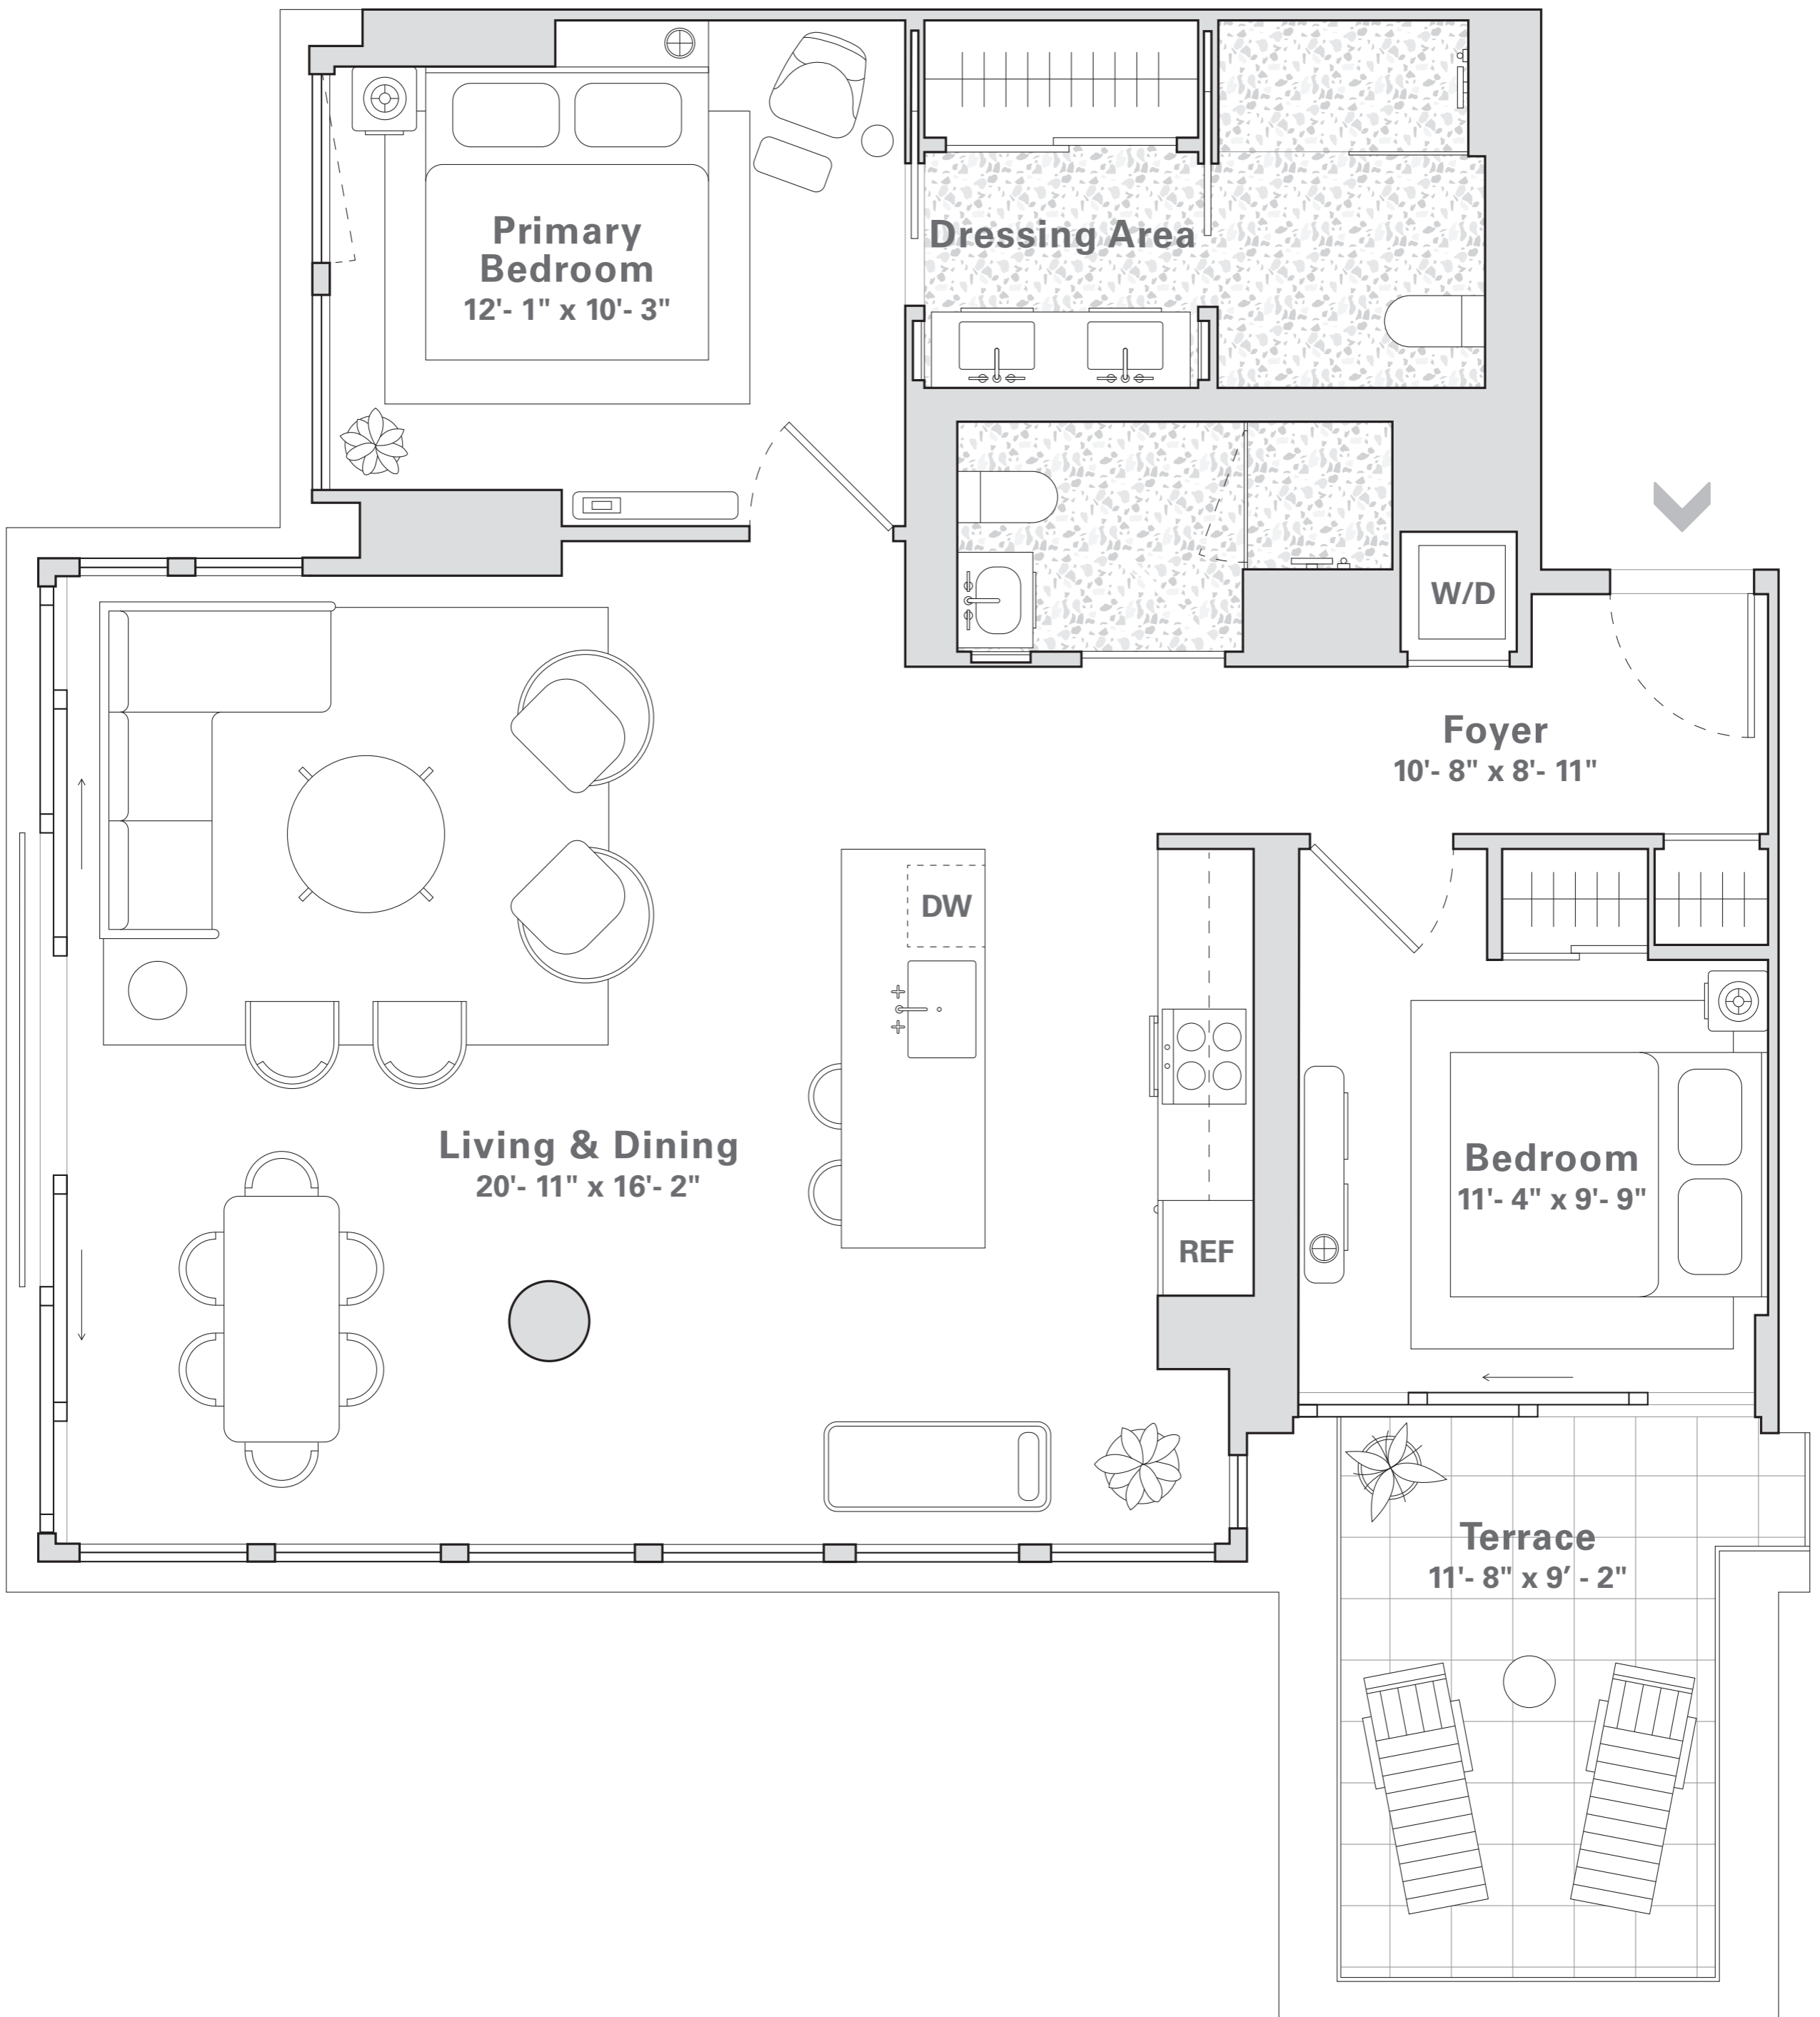 Primary
Bedroom
12'- 1" x 10'- 3"
Dressing Area
W/D
Foyer
10'- 8" x 8'- 11"
DW
Living & Dining
20'- 11" x 16'- 2"
REF
Bedroom
11'- 4" x 9'- 9"
Terrace
11'- 8" x 9′ - 2"